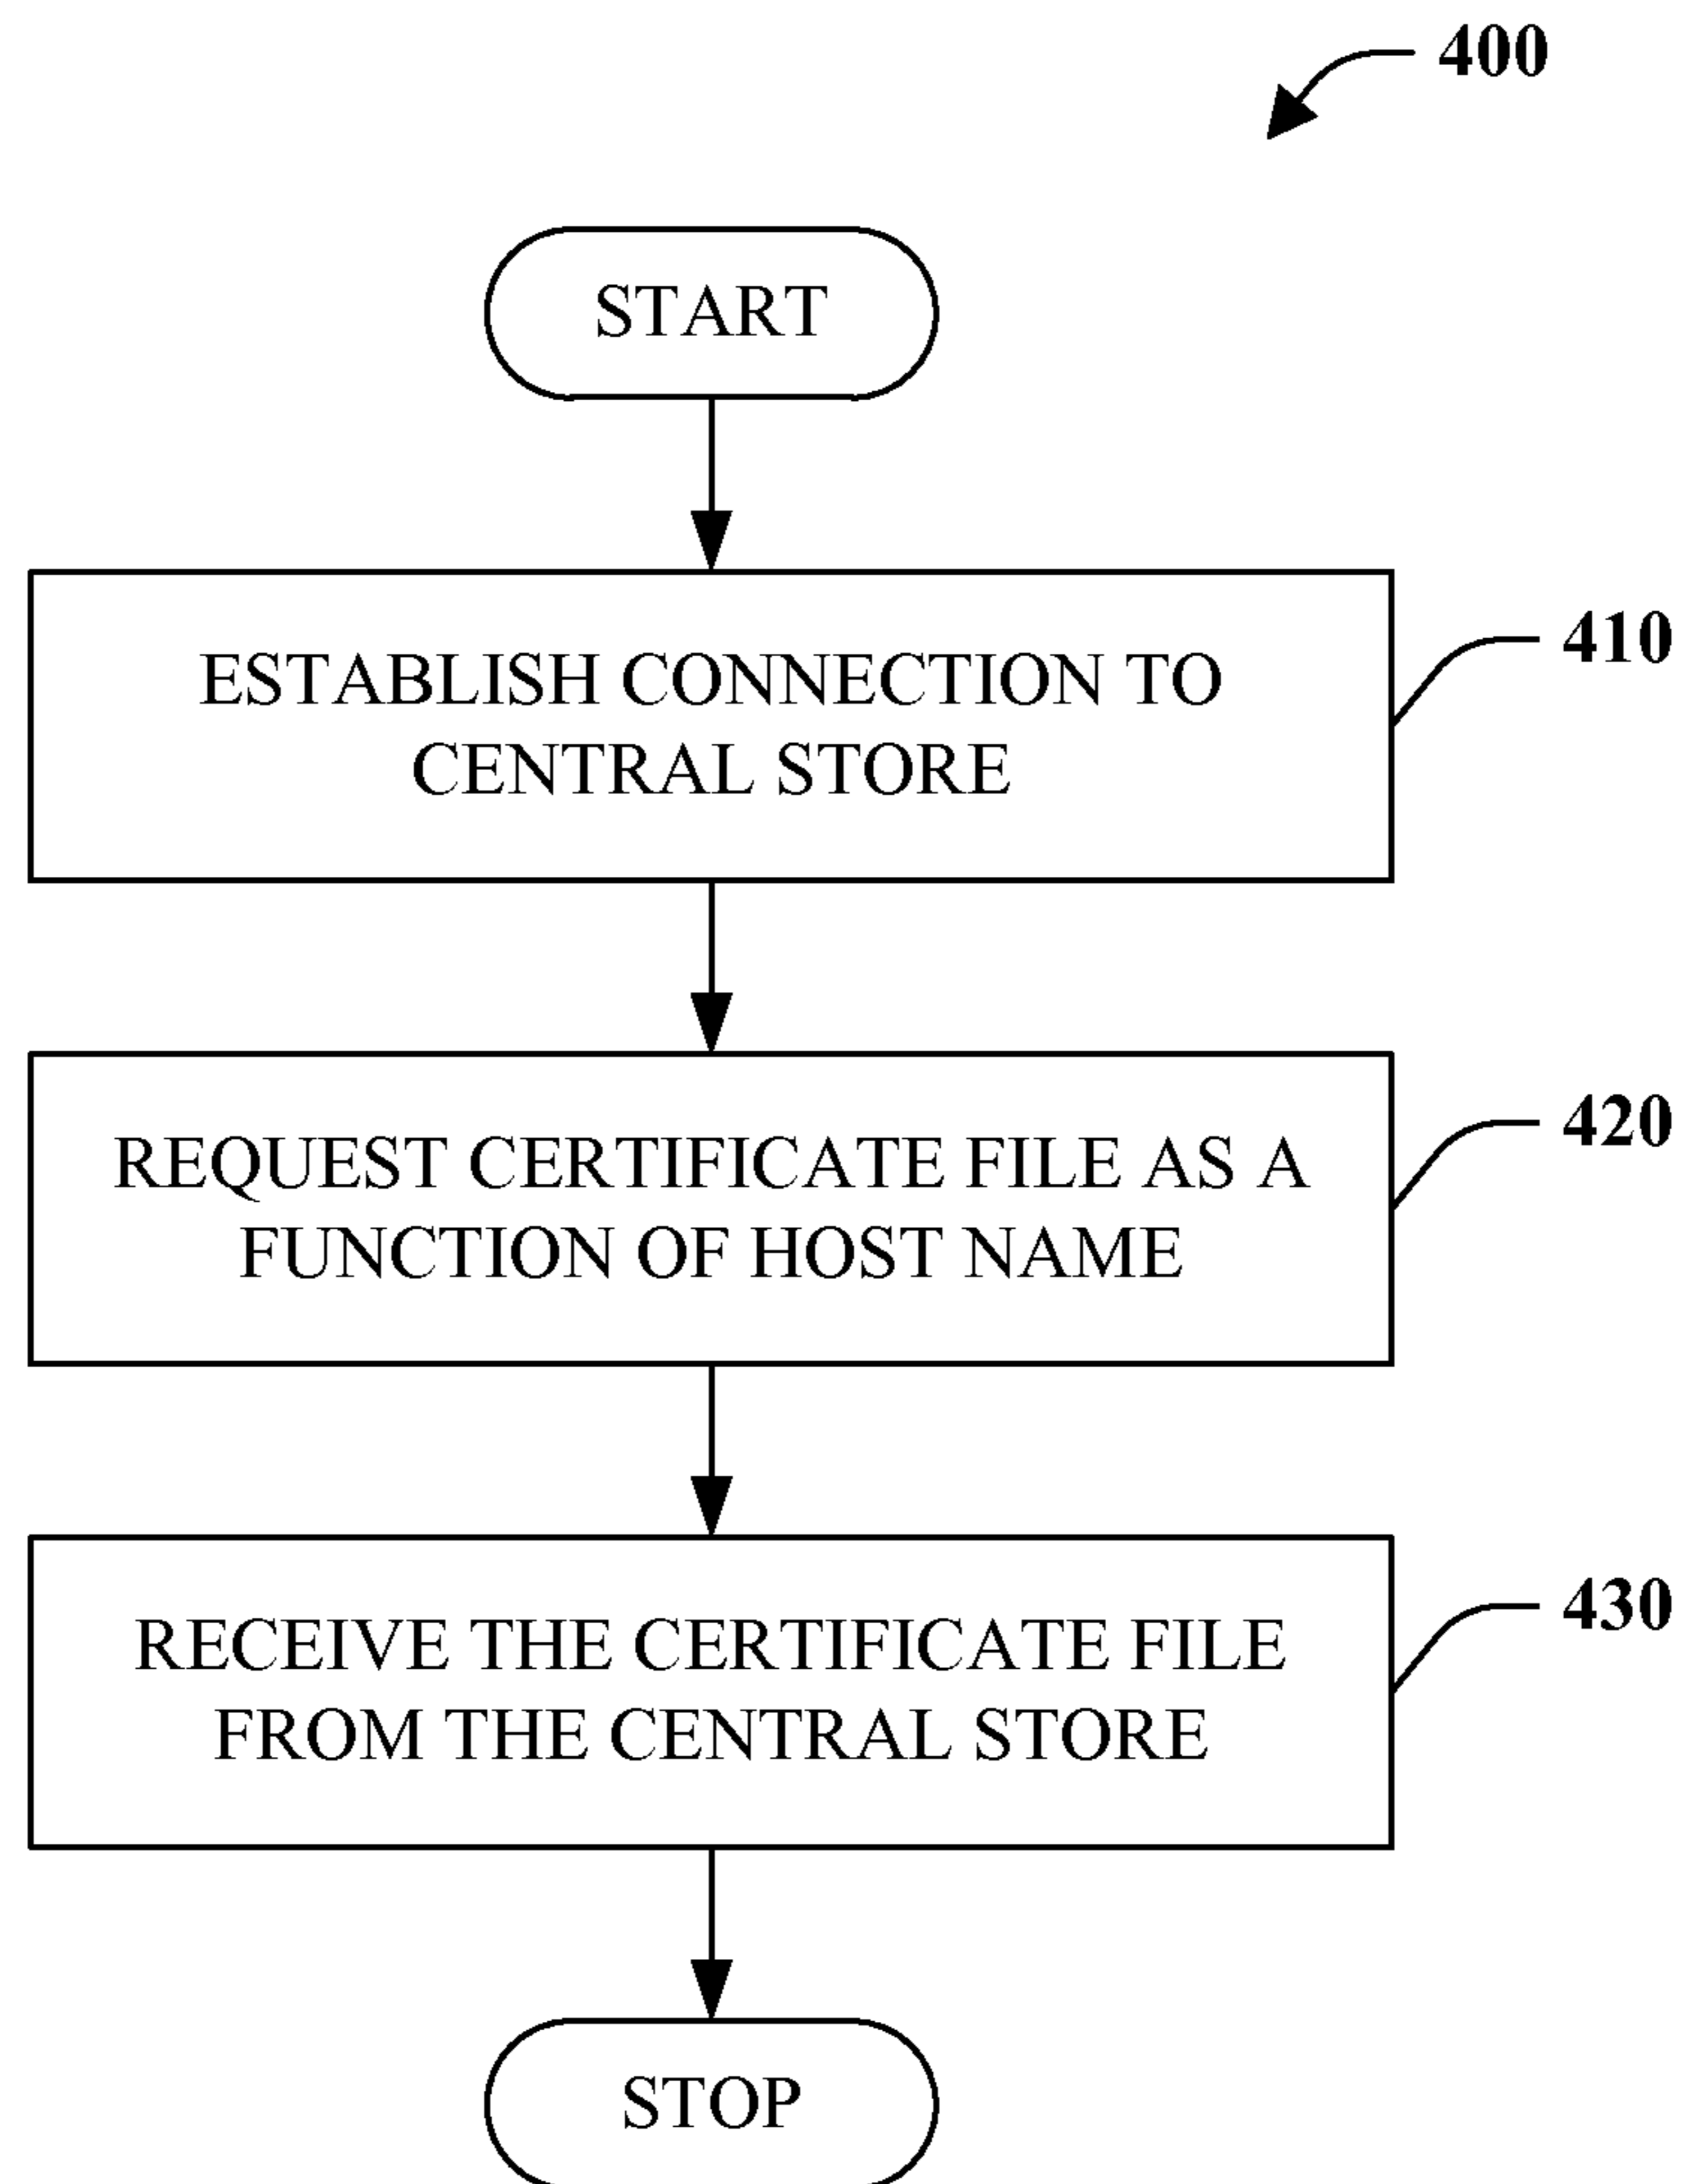 400
START
ESTABLISH CONNECTION TO
CENTRAL STORE
410
REQUEST CERTIFICATE FILE AS A
FUNCTION OF HOST NAME
420
RECEIVE THE CERTIFICATE FILE
FROM THE CENTRAL STORE
430
STOP